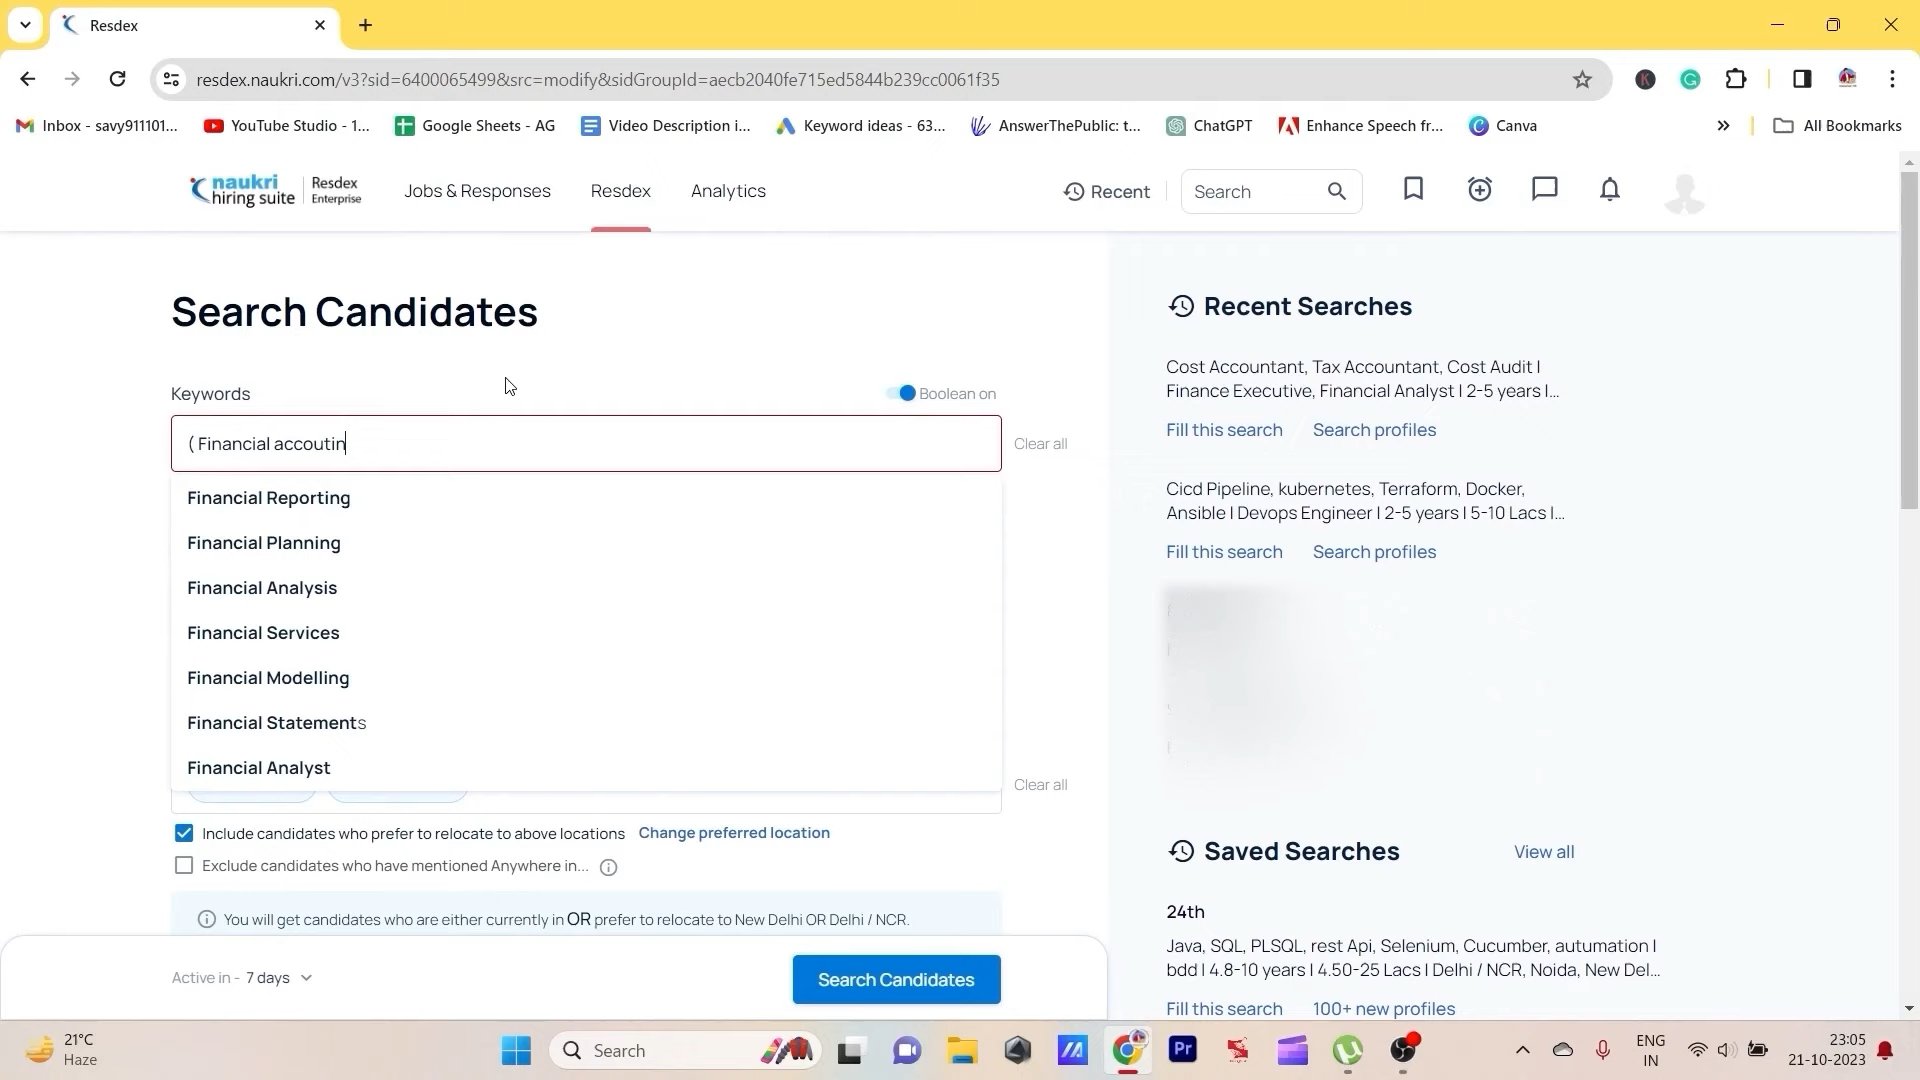 Resdex
resdex.naukri.com/v3?sid=6400065499&src=modify&sidGroupId=aecb2040fe715ed5844b239cc0061f35
Inbox - savy911101...
YouTube Studio - 1...
Google Sheets - AG
Video Description i...
Keyword ideas - 63...
AnswerThePublic: t...
ChatGPT
Enhance Speech fr...
Canva
All Bookmarks
naukri
hiring suite
Resdex
Enterprise
Jobs & Responses
Resdex
Analytics
Recent
Search
Search Candidates
Keywords
Boolean on
( Financial accoutin
Clear all
Financial Reporting
Financial Planning
Financial Analysis
Financial Services
Financial Modelling
Financial Statements
Financial Analyst
Clear all
Include candidates who prefer to relocate to above locations
Change preferred location
Exclude candidates who have mentioned Anywhere in...
You will get candidates who are either currently in OR prefer to relocate to New Delhi OR Delhi / NCR.
Active in - 7 days
Search Candidates
Recent Searches
Cost Accountant, Tax Accountant, Cost Audit |
Finance Executive, Financial Analyst | 2-5 years |...
Fill this search
Search profiles
Cicd Pipeline, kubernetes, Terraform, Docker,
Ansible | Devops Engineer | 2-5 years | 5-10 Lacs |...
Fill this search
Search profiles
Saved Searches
View all
24th
Java, SQL, PLSQL, rest Api, Selenium, Cucumber, autumation |
bdd | 4.8-10 years | 4.50-25 Lacs | Delhi / NCR, Noida, New Del...
Fill this search
100+ new profiles
21°C
Haze
Search
Pr
ENG
IN
23:05
21-10-2023